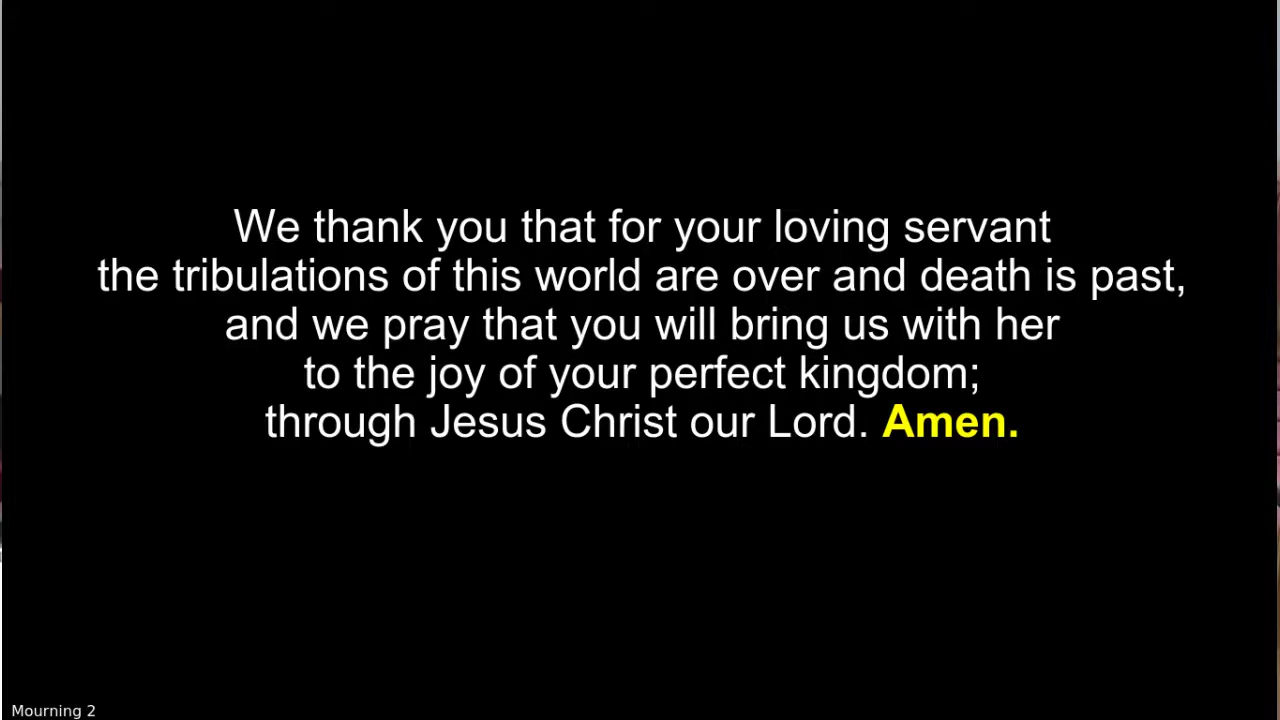 We thank you that for your loving servant
the tribulations of this world are over and death is past,
and we pray that you will bring us with her
to the joy of your perfect kingdom;
through Jesus Christ our Lord. Amen.
Mourning 2